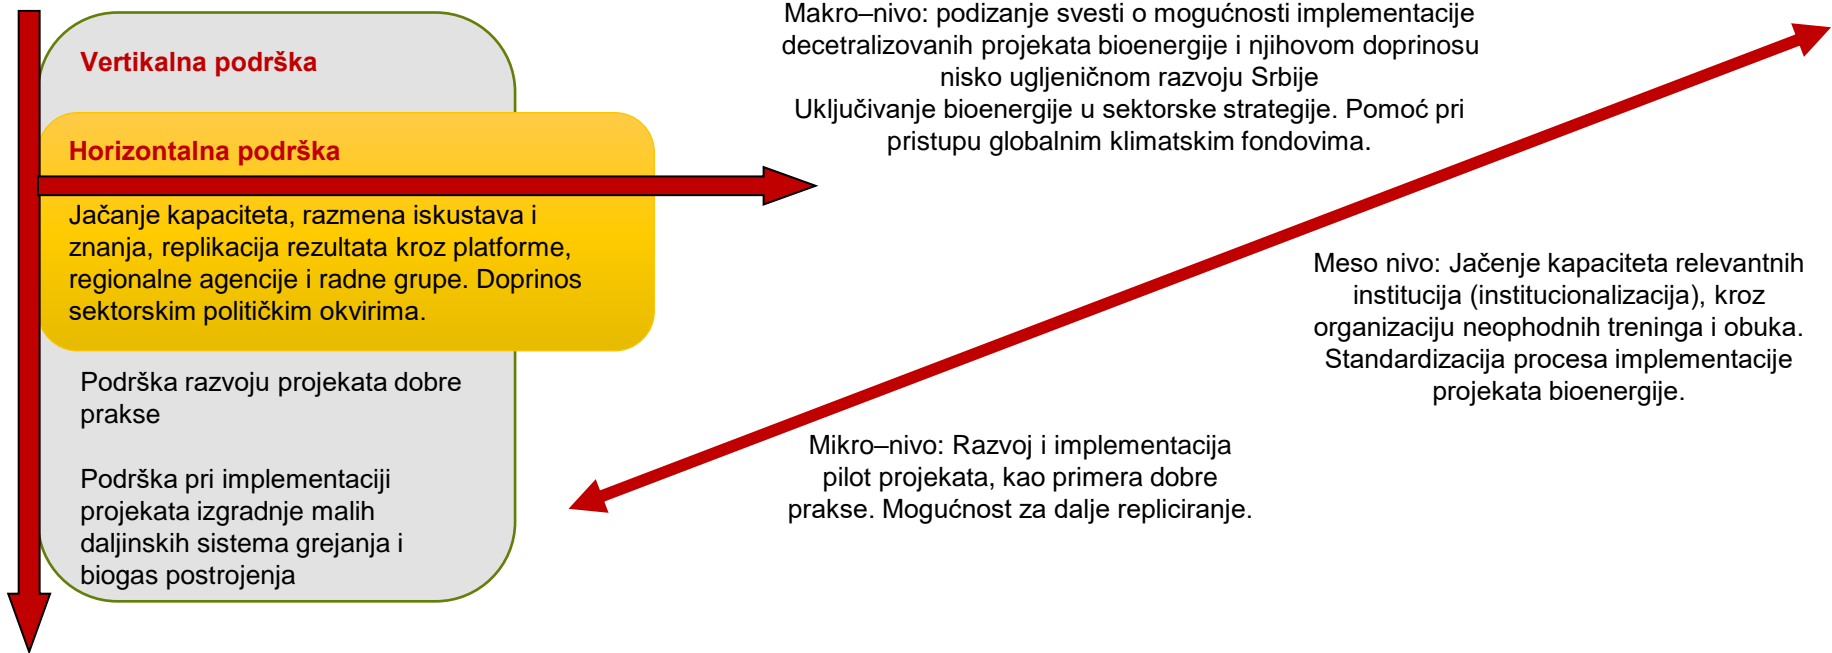 Vertikalna podrška
Horizontalna podrška
Jačanje kapaciteta, razmena iskustava i
znanja, replikacija rezultata kroz platforme,
regionalne agencije i radne grupe. Doprinos
sektorskim političkim okvirima.
Podrška razvoju projekata dobre
prakse
Podrška pri implementaciji
projekata izgradnje malih
daljinskih sistema grejanja i
biogas postrojenja
Makro–nivo: podizanje svesti o mogućnosti implementacije
decetralizovanih projekata bioenergije i njihovom doprinosu
nisko ugljeničnom razvoju Srbije
Uključivanje bioenergije u sektorske strategije. Pomoć pri
pristupu globalnim klimatskim fondovima.
Meso nivo: Jačenje kapaciteta relevantnih
institucija (institucionalizacija), kroz
organizaciju neophodnih treninga i obuka.
Standardizacija procesa implementacije
projekata bioenergije.
Mikro–nivo: Razvoj i implementacija
pilot projekata, kao primera dobre
prakse. Mogućnost za dalje repliciranje.